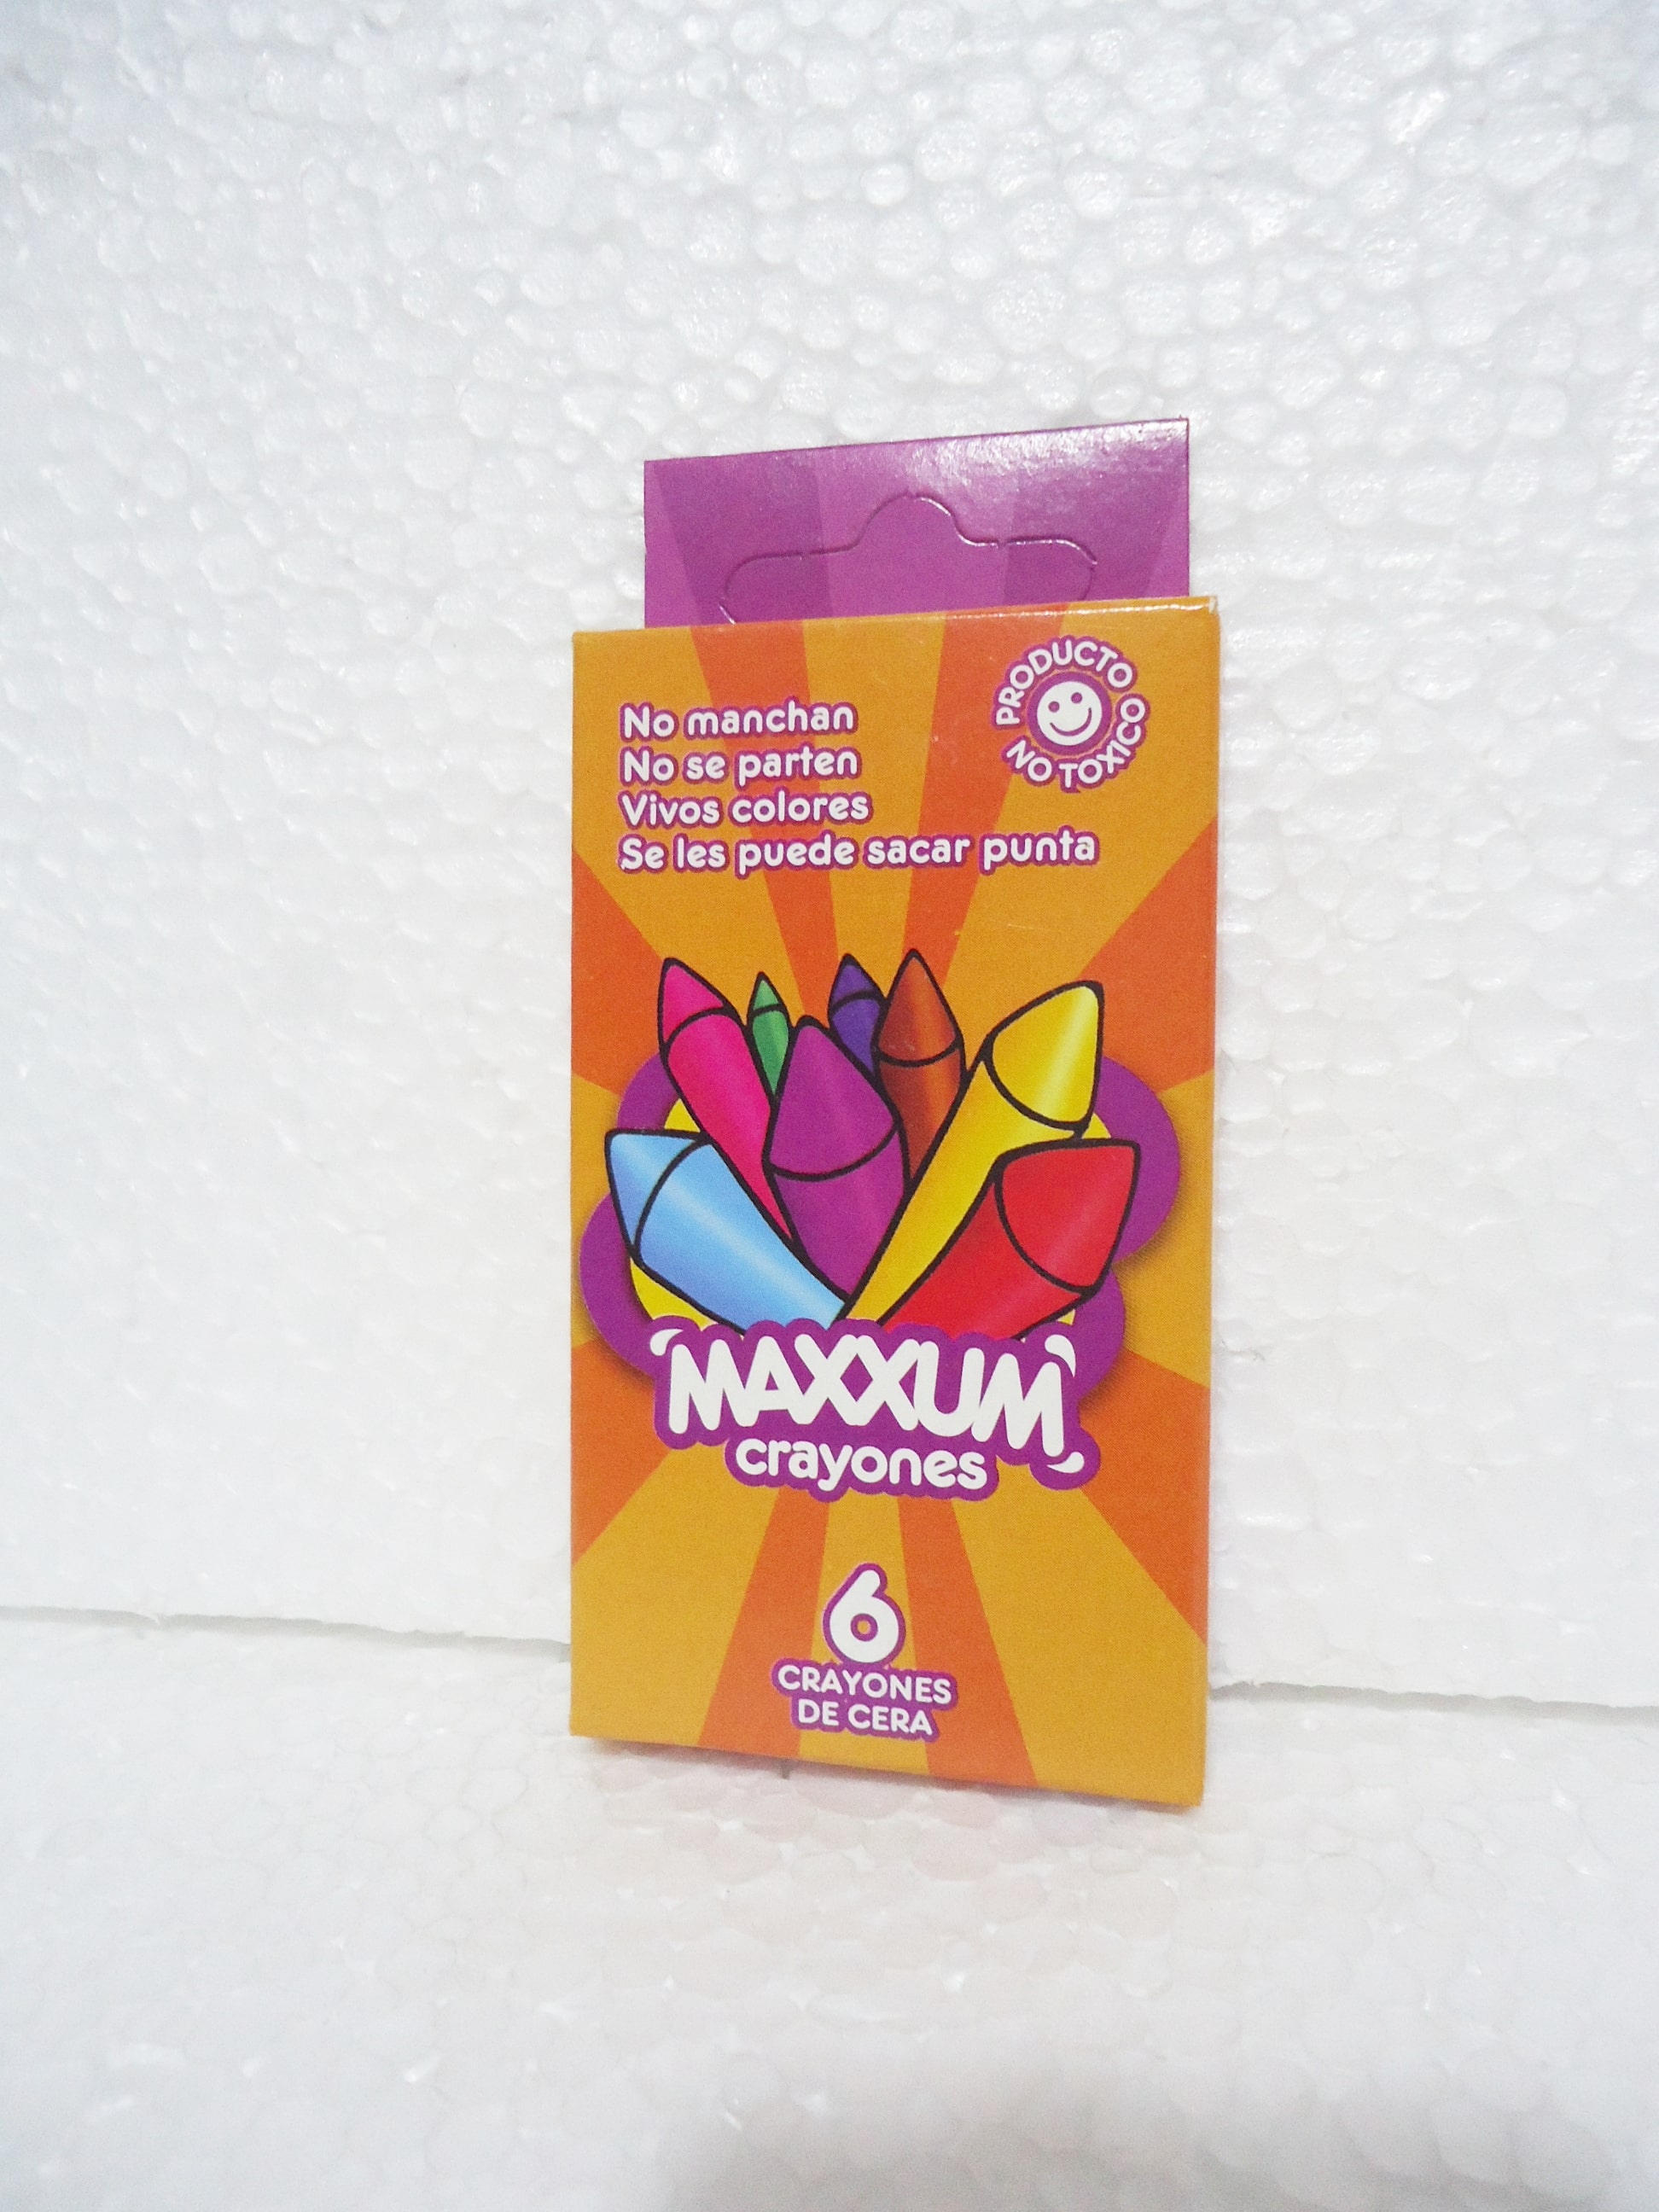 PRODUCTO
NO TOXICO
No manchan
No se parten
Vivos colores
Se les puede sacar punta
MAXXUM
crayones
6
CRAYONES
DE CERA